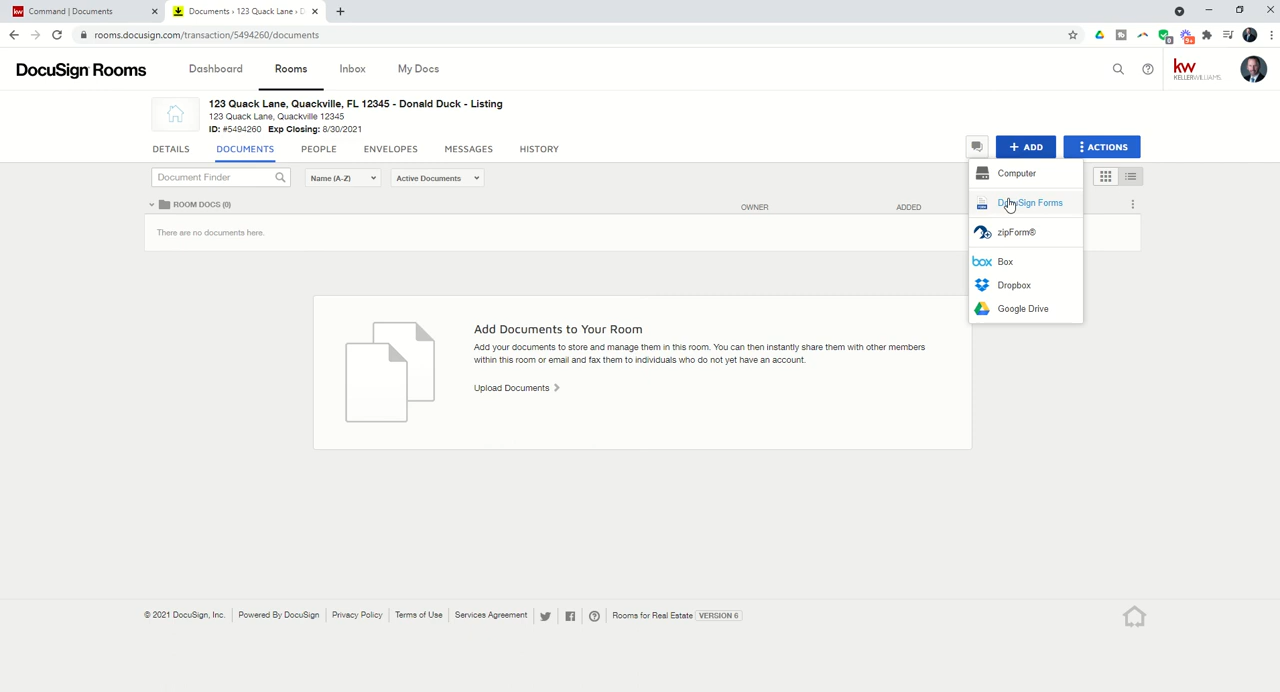 Command | Documents
Documents › 123 Quack Lane › D
rooms.docusign.com/transaction/5494260/documents
DocuSign Rooms
Dashboard
Rooms
Inbox
My Docs
kw
KELLERWILLIAMS
123 Quack Lane, Quackville, FL 12345 - Donald Duck - Listing
123 Quack Lane, Quackville 12345
ID: #5494260 Exp Closing: 8/30/2021
DETAILS
DOCUMENTS
PEOPLE
ENVELOPES
MESSAGES
HISTORY
+ ADD
ACTIONS
Document Finder
Name (A-Z)
Active Documents
Computer
DocuSign Forms
zipForm®
box Box
Dropbox
Google Drive
ROOM DOCS (0)
OWNER
ADDED
There are no documents here.
Add Documents to Your Room
Add your documents to store and manage them in this room. You can then instantly share them with other members
within this room or email and fax them to individuals who do not yet have an account.
Upload Documents
© 2021 DocuSign, Inc.
Powered By DocuSign
Privacy Policy
Terms of Use
Services Agreement
Rooms for Real Estate VERSION 6